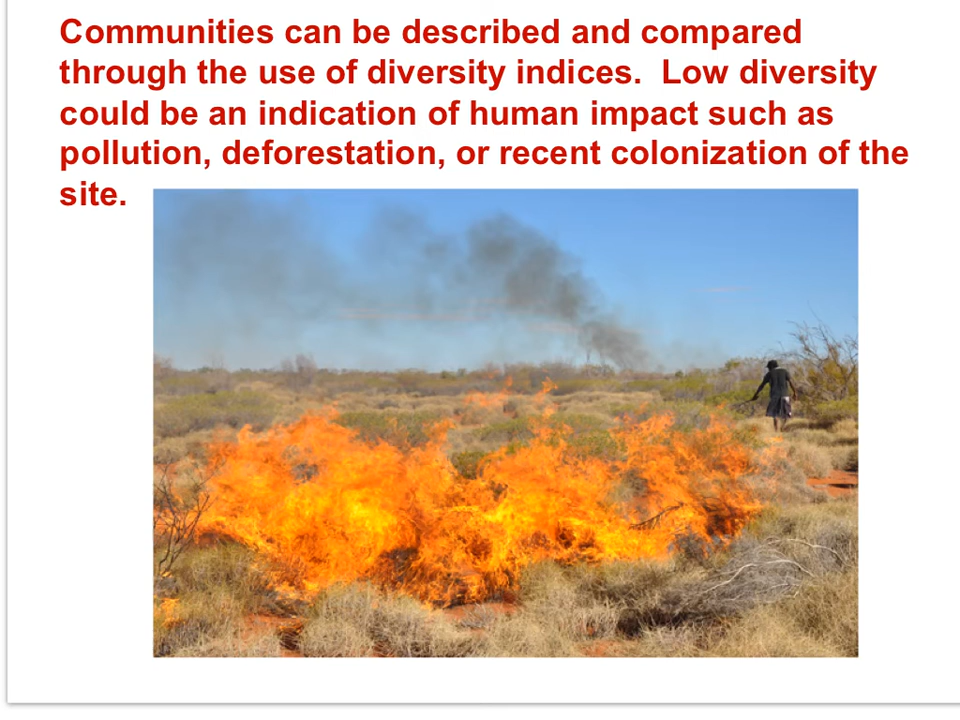 Communities can be described and compared
through the use of diversity indices.  Low diversity
could be an indication of human impact such as
pollution, deforestation, or recent colonization of the
site.